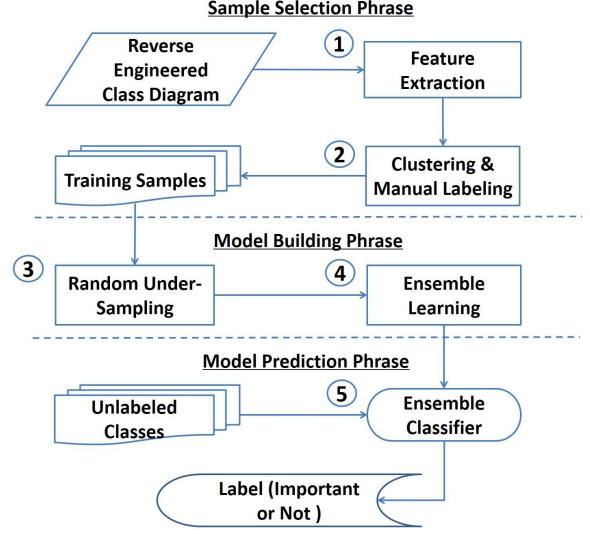 Sample Selection Phrase
1
Reverse
Engineered
Class Diagram
Feature
Extraction
2
Training Samples
Clustering &
Manual Labeling
Model Building Phrase
3
4
Random Under-
Sampling
Ensemble
Learning
Model Prediction Phrase
5
Unlabeled
Classes
Ensemble
Classifier
Label (Important
or Not )